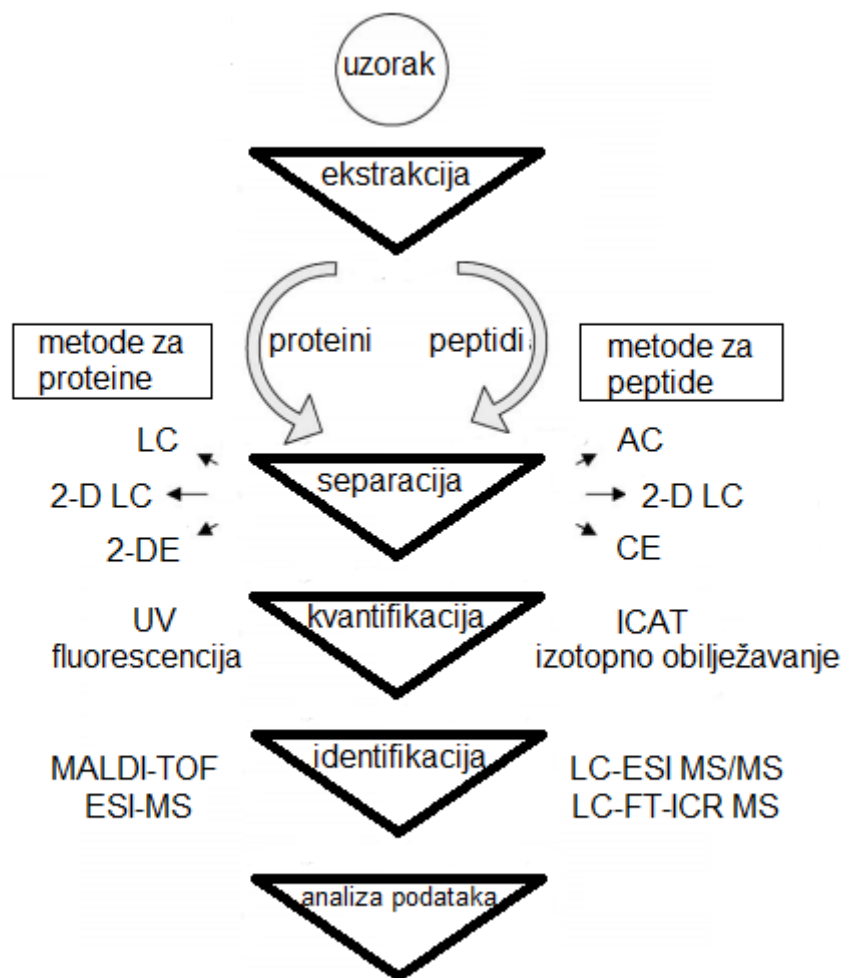 uzorak
ekstrakcija
proteini
peptidi
metode za
proteine
metode za
peptide
LC
AC
separacija
2-D LC
2-D LC
2-DE
CE
kvantifikacija
UV
fluorescencija
ICAT
izotopno obilježavanje
identifikacija
MALDI-TOF
ESI-MS
LC-ESI MS/MS
LC-FT-ICR MS
analiza podataka